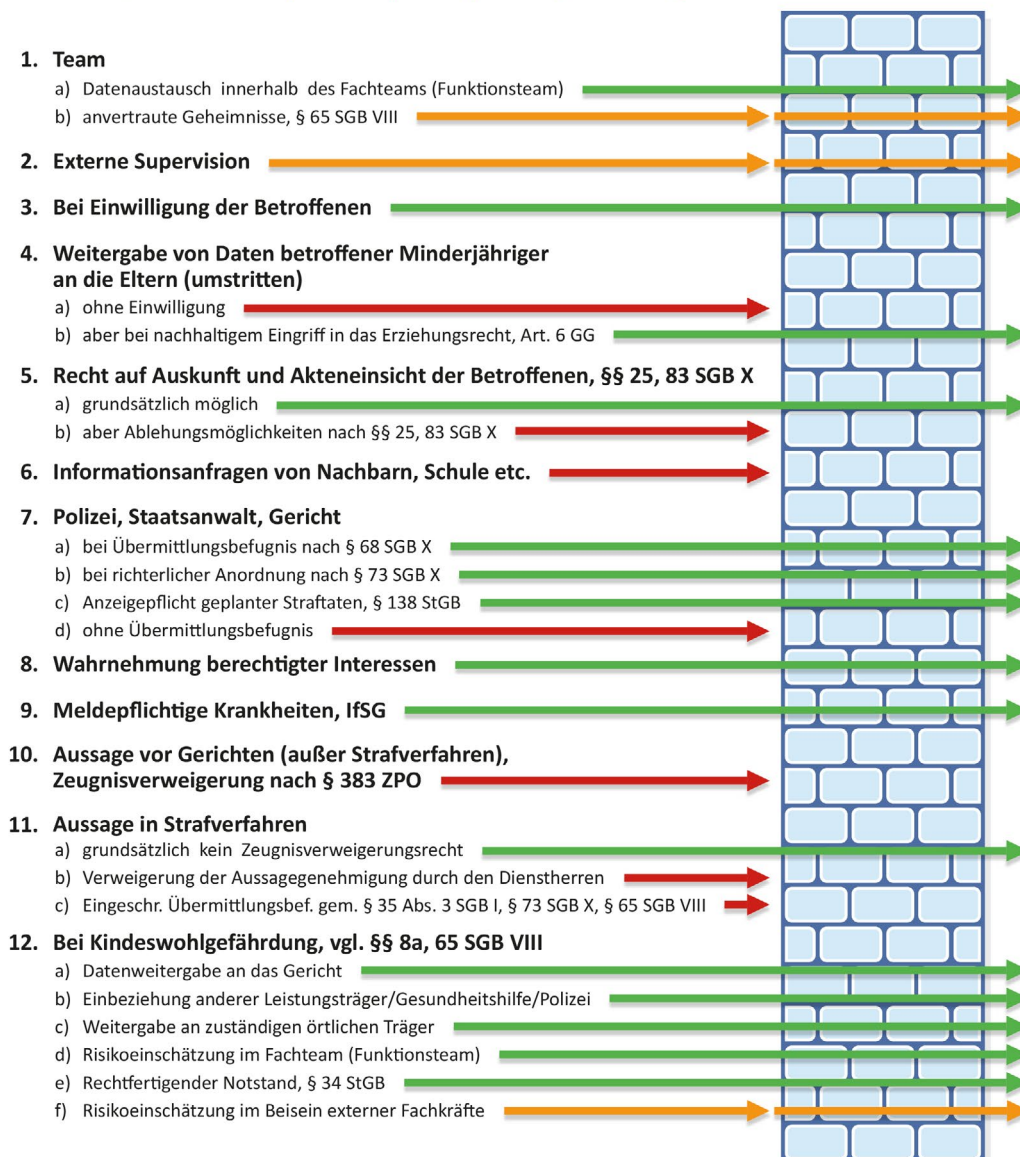 1. Team
a) Datenaustausch innerhalb des Fachteams (Funktionsteam)
b) anvertraute Geheimnisse, § 65 SGB VIII
2. Externe Supervision
3. Bei Einwilligung der Betroffenen
4. Weitergabe von Daten betroffener Minderjähriger
an die Eltern (umstritten)
a) ohne Einwilligung
b) aber bei nachhaltigem Eingriff in das Erziehungsrecht, Art. 6 GG
5. Recht auf Auskunft und Akteneinsicht der Betroffenen, §§ 25, 83 SGB X
a) grundsätzlich möglich
b) aber Ablehungsmöglichkeiten nach §§ 25, 83 SGB X
6. Informationsanfragen von Nachbarn, Schule etc.
7. Polizei, Staatsanwalt, Gericht
a) bei Übermittlungsbefugnis nach § 68 SGB X
b) bei richterlicher Anordnung nach § 73 SGB X
c) Anzeigepflicht geplanter Straftaten, § 138 StGB
d) ohne Übermittlungsbefugnis
8. Wahrnehmung berechtigter Interessen
9. Meldepflichtige Krankheiten, IfSG
10. Aussage vor Gerichten (außer Strafverfahren),
Zeugnisverweigerung nach § 383 ZPO
11. Aussage in Strafverfahren
a) grundsätzlich kein Zeugnisverweigerungsrecht
b) Verweigerung der Aussagegenehmigung durch den Dienstherren
c) Eingeschr. Übermittlungsbef. gem. § 35 Abs. 3 SGB I, § 73 SGB X, § 65 SGB VIII
12. Bei Kindeswohlgefährdung, vgl. §§ 8a, 65 SGB VIII
a) Datenweitergabe an das Gericht
b) Einbeziehung anderer Leistungsträger/Gesundheitshilfe/Polizei
c) Weitergabe an zuständigen örtlichen Träger
d) Risikoeinschätzung im Fachteam (Funktionsteam)
e) Rechtfertigender Notstand, § 34 StGB
f) Risikoeinschätzung im Beisein externer Fachkräfte